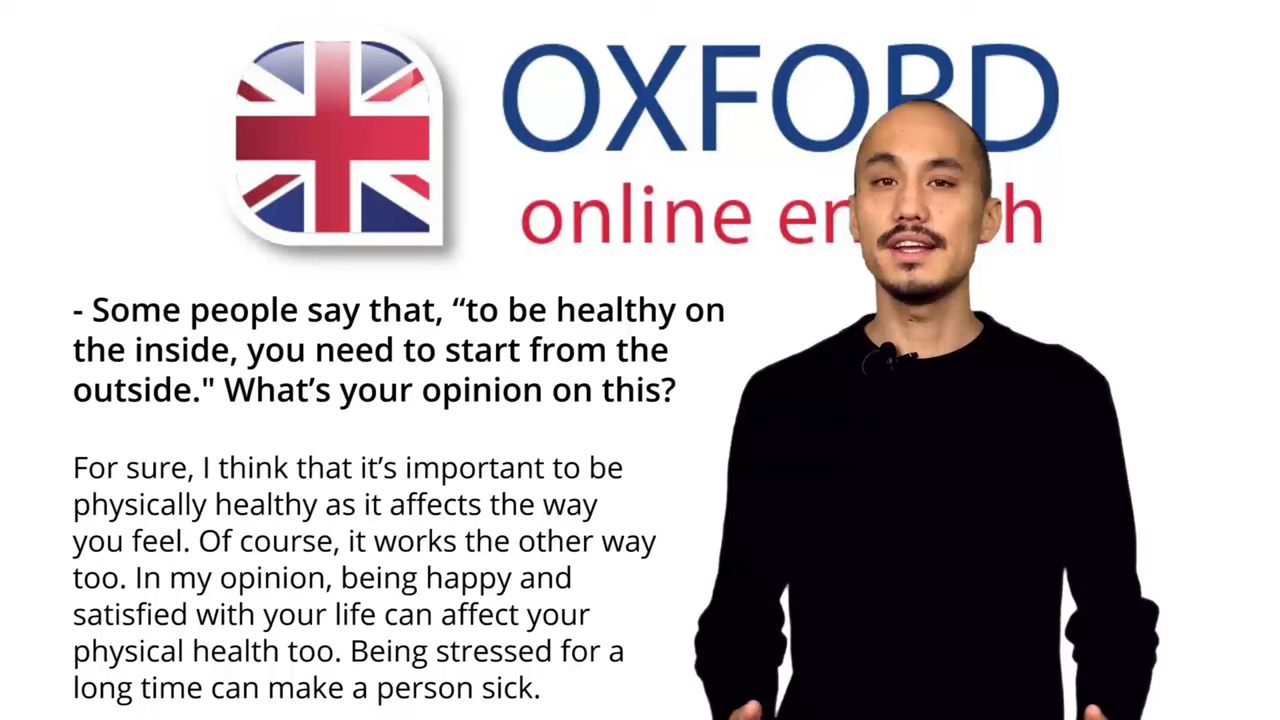 OXFORD
online en h
- Some people say that, “to be healthy on
the inside, you need to start from the
outside." What’s your opinion on this?
For sure, I think that it’s important to be
physically healthy as it affects the way
you feel. Of course, it works the other way
too. In my opinion, being happy and
satisfied with your life can affect your
physical health too. Being stressed for a
long time can make a person sick.